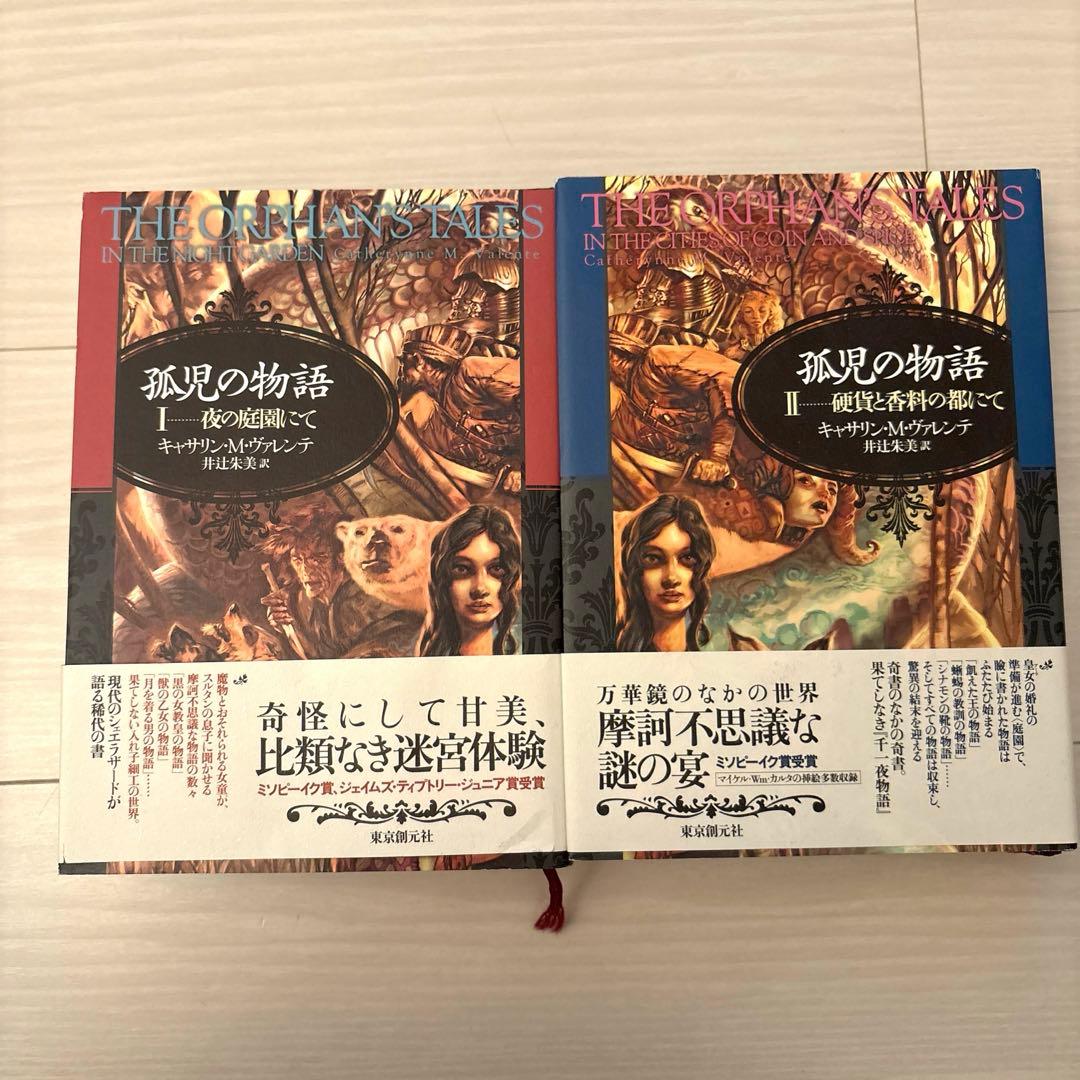 THE ORPHAN'S TALES
IN THE NIGHT GARDEN Catherynne M. Valente
孤児の物語
I………夜の庭園にて
キャサリン・M・ヴァレンテ
井辻朱美 訳
奇怪にして甘美、
比類なき迷宮体験
ミソピーイク賞、ジェイムズ・ティプトリー・ジュニア賞受賞
東京創元社
魔物とおそれられる女童が、
スルタンの息子に聞かせる
摩訶不思議な物語の数々
「黒の女教皇の物語」
「獣の乙女の物語」
「月を着る男の物語」……
果てしない入れ子細工の世界。
現代のシェエラザードが
語る稀代の書
THE ORPHAN'S TALES
IN THE CITIES OF COIN AND SPICE
Catherynne M. Valente
孤児の物語
II………硬貨と香料の都にて
キャサリン・M・ヴァレンテ
井辻朱美 訳
万華鏡のなかの世界
摩訶不思議な
謎の宴
ミソピーイク賞受賞
マイケル・Wm・カルタの挿絵多数収録
東京創元社
皇女の婚礼の
準備が進む〈庭園〉で、
瞼に書かれた物語は
ふたたび始まる
「飢えた王の物語」
「蜥蜴の教訓の物語」
「シナモンの靴の物語」……
そしてすべての物語は収束し、
驚異の結末を迎える
奇書のなかの奇書。
果てしなき『千一夜物語』